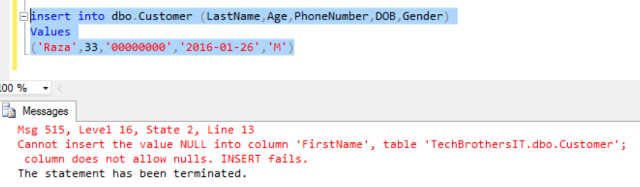 insert into dbo.Customer (LastName,Age,PhoneNumber,DOB,Gender)
Values
('Raza',33,'00000000','2016-01-26','M')
100 %
Messages
Msg 515, Level 16, State 2, Line 13
Cannot insert the value NULL into column 'FirstName', table 'TechBrothersIT.dbo.Customer';
column does not allow nulls. INSERT fails.
The statement has been terminated.